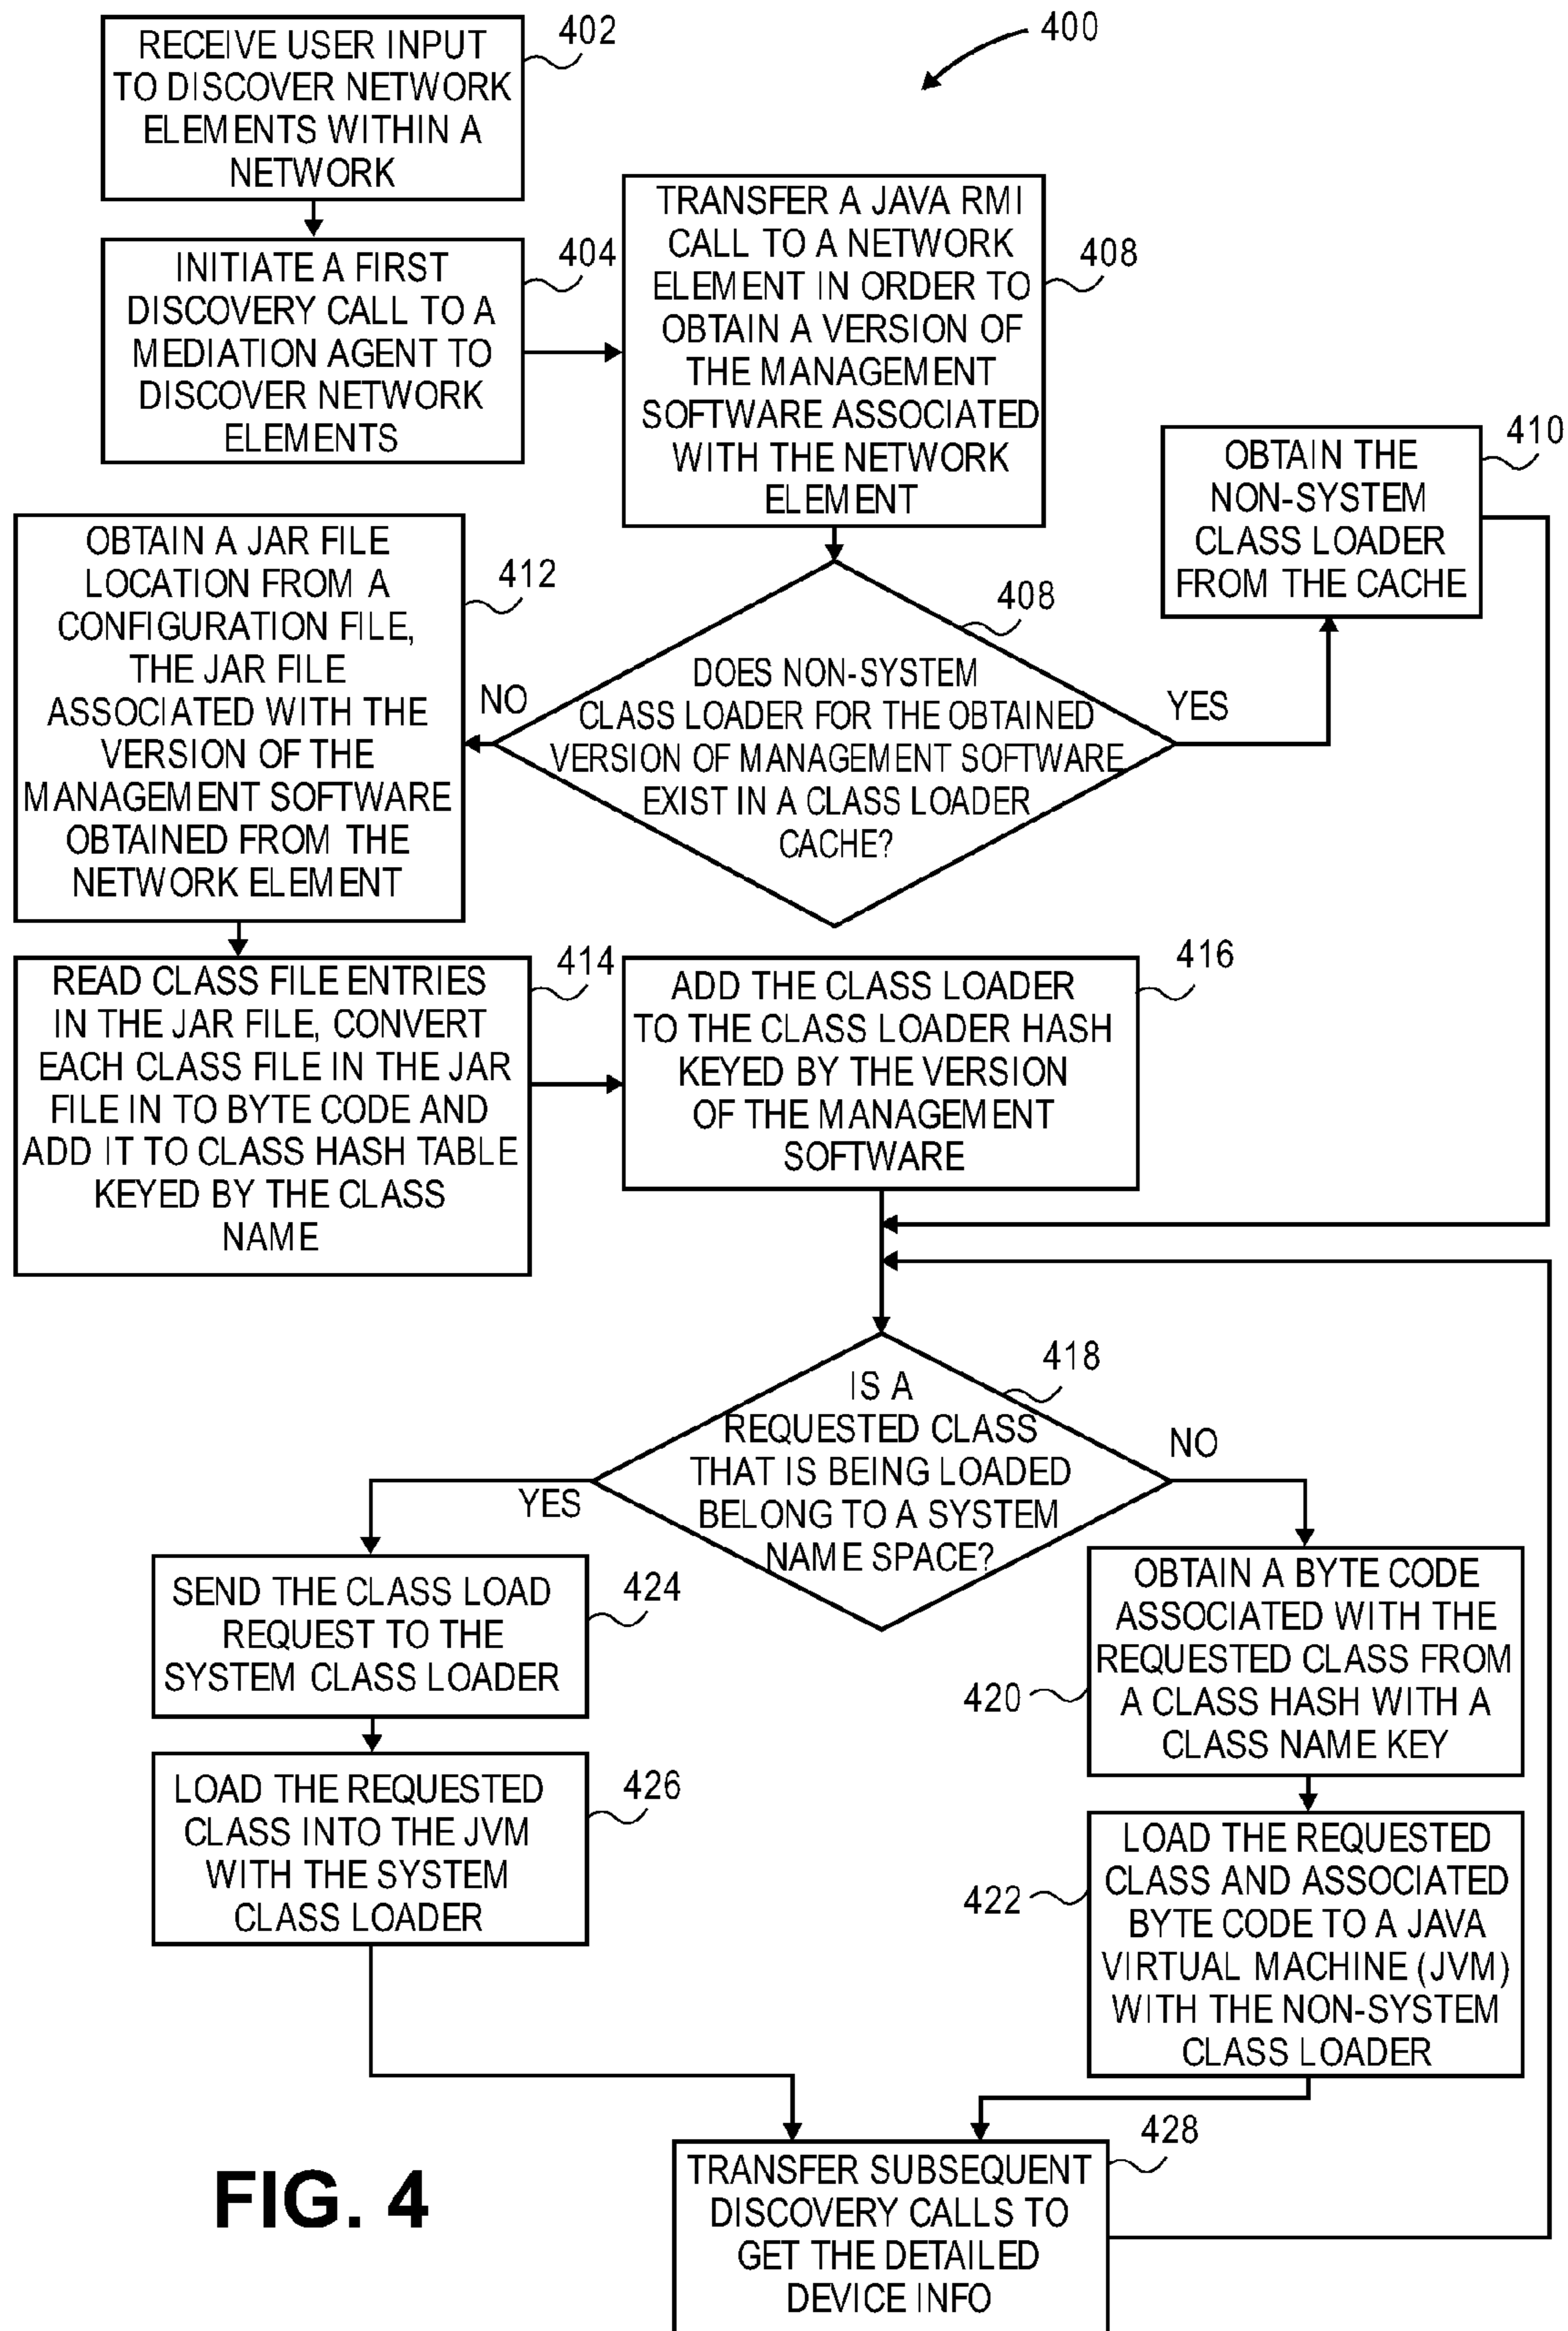 400
RECEIVE USER INPUT
TO DISCOVER NETWORK
ELEMENTS WITHIN A
NETWORK
402
INITIATE A FIRST
DISCOVERY CALL TO A
MEDIATION AGENT TO
DISCOVER NETWORK
ELEMENTS
404
TRANSFER A JAVA RMI
CALL TO A NETWORK
ELEMENT IN ORDER TO
OBTAIN A VERSION OF
THE MANAGEMENT
SOFTWARE ASSOCIATED
WITH THE NETWORK
ELEMENT
408
DOES NON-SYSTEM
CLASS LOADER FOR THE OBTAINED
VERSION OF MANAGEMENT SOFTWARE
EXIST IN A CLASS LOADER
CACHE?
408
YES
NO
OBTAIN THE
NON-SYSTEM
CLASS LOADER
FROM THE CACHE
410
OBTAIN A JAR FILE
LOCATION FROM A
CONFIGURATION FILE,
THE JAR FILE
ASSOCIATED WITH THE
VERSION OF THE
MANAGEMENT SOFTWARE
OBTAINED FROM THE
NETWORK ELEMENT
412
READ CLASS FILE ENTRIES
IN THE JAR FILE, CONVERT
EACH CLASS FILE IN THE JAR
FILE IN TO BYTE CODE AND
ADD IT TO CLASS HASH TABLE
KEYED BY THE CLASS
NAME
414
ADD THE CLASS LOADER
TO THE CLASS LOADER HASH
KEYED BY THE VERSION
OF THE MANAGEMENT
SOFTWARE
416
IS A
REQUESTED CLASS
THAT IS BEING LOADED
BELONG TO A SYSTEM
NAME SPACE?
418
YES
NO
SEND THE CLASS LOAD
REQUEST TO THE
SYSTEM CLASS LOADER
424
LOAD THE REQUESTED
CLASS INTO THE JVM
WITH THE SYSTEM
CLASS LOADER
426
OBTAIN A BYTE CODE
ASSOCIATED WITH THE
REQUESTED CLASS FROM
A CLASS HASH WITH A
CLASS NAME KEY
420
LOAD THE REQUESTED
CLASS AND ASSOCIATED
BYTE CODE TO A JAVA
VIRTUAL MACHINE (JVM)
WITH THE NON-SYSTEM
CLASS LOADER
422
TRANSFER SUBSEQUENT
DISCOVERY CALLS TO
GET THE DETAILED
DEVICE INFO
428
FIG. 4